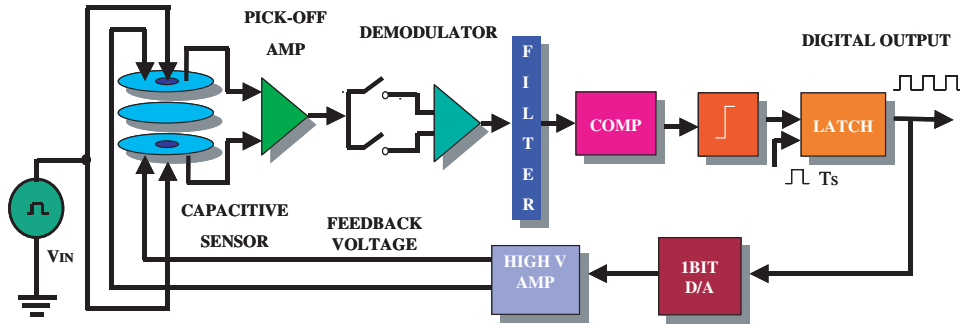 PICK-OFF
AMP
DEMODULATOR
DIGITAL OUTPUT
F
I
L
T
E
R
COMP
LATCH
Ts
VIN
CAPACITIVE
SENSOR
FEEDBACK
VOLTAGE
HIGH V
AMP
1BIT
D/A